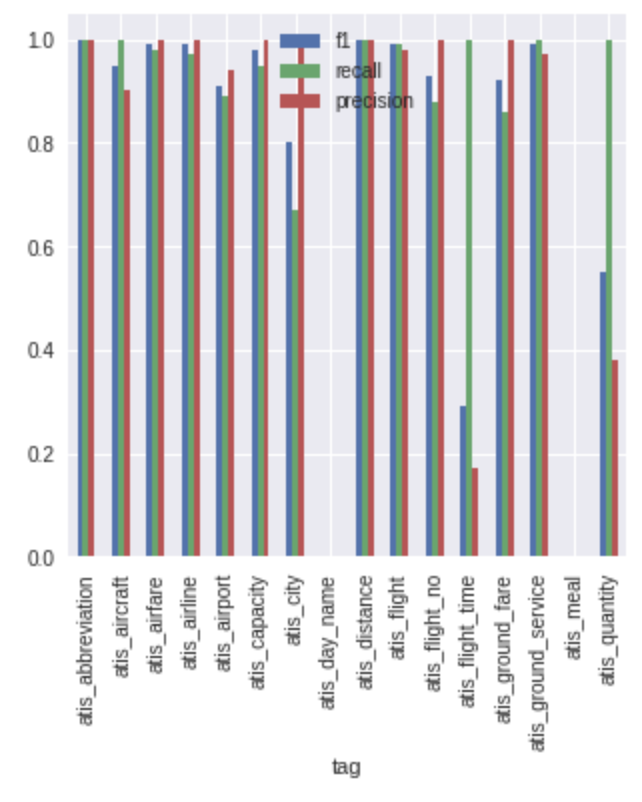 1.0
0.8
0.6
0.4
0.2
0.0
f1
recall
precision
atis_abbreviation
atis_aircraft
atis_airfare
atis_airline
atis_airport
atis_capacity
atis_city
atis_day_name
atis_distance
atis_flight
atis_flight_no
atis_flight_time
atis_ground_fare
atis_ground_service
atis_meal
atis_quantity
tag